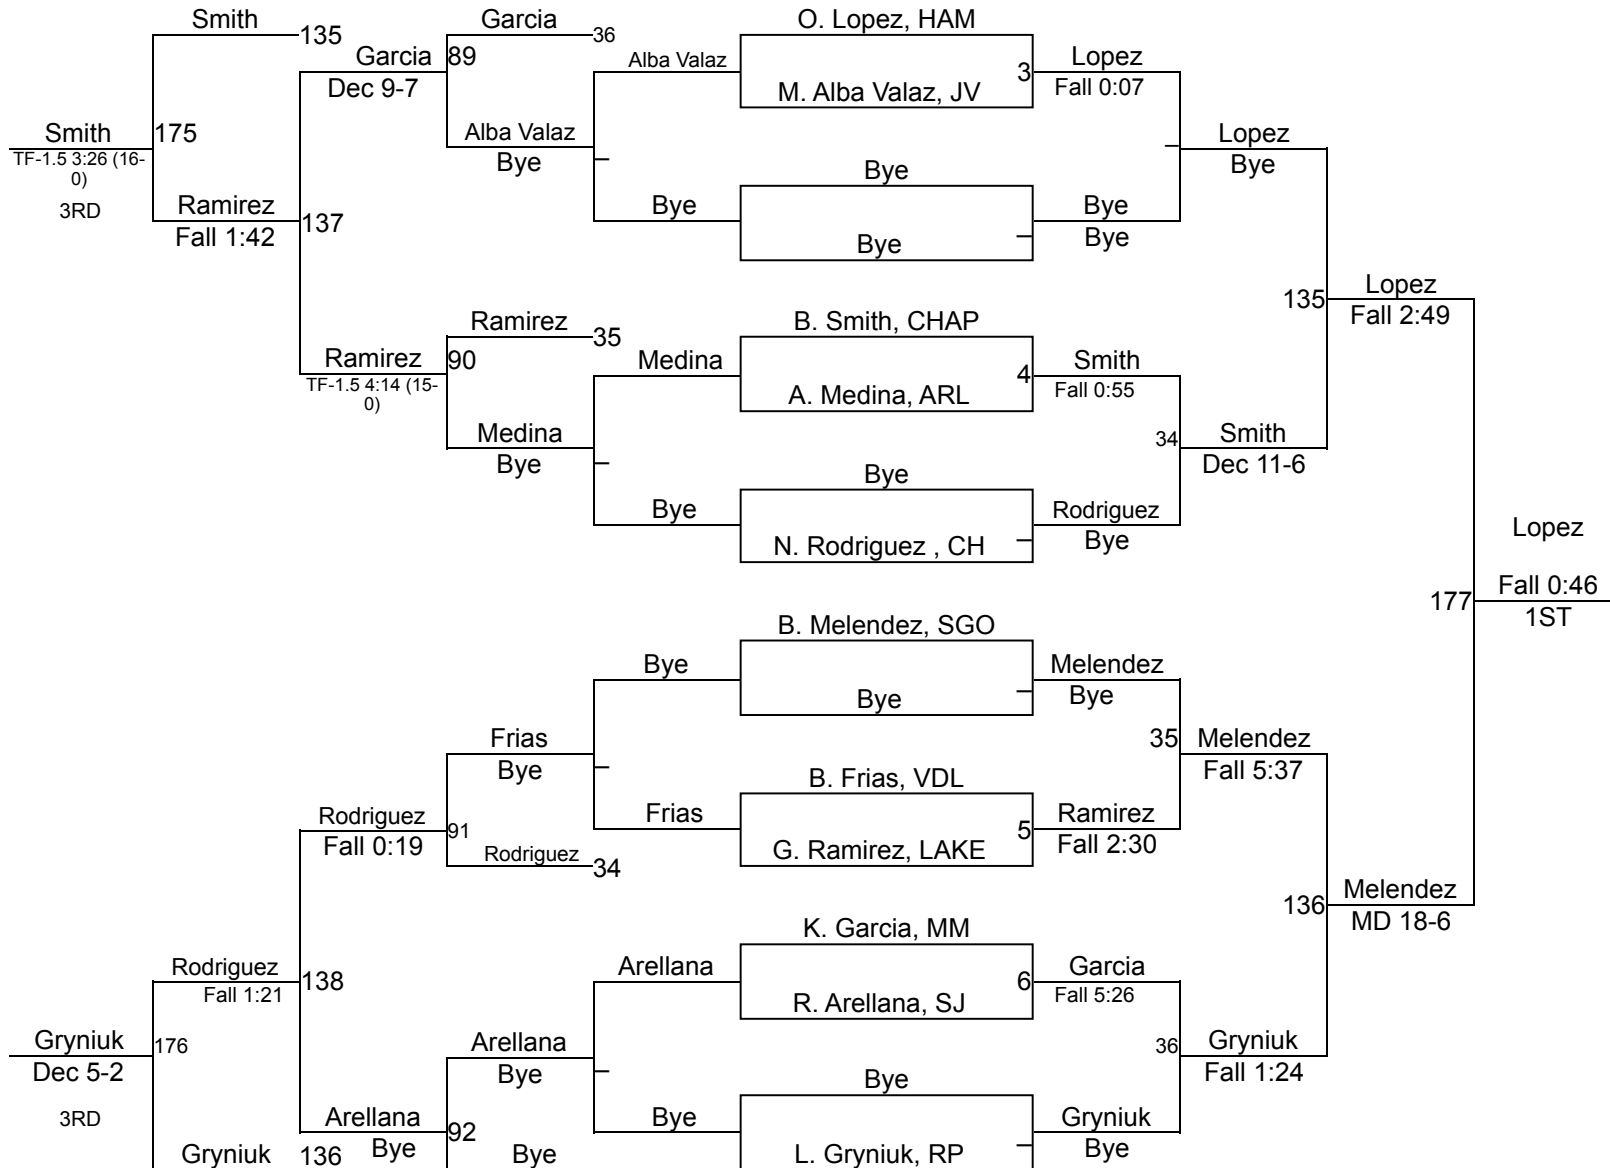 Smith
135
Garcia
Dec 9-7
89
Garcia
36
Smith
TF-1.5 3:26 (16-
0)
3RD
175
Ramirez
Fall 1:42
137
Alba Valaz
Bye
Alba Valaz
Bye
O. Lopez, HAM
M. Alba Valaz, JV
3
Lopez
Fall 0:07
Bye
Bye
Bye
Bye
Lopez
Bye
Ramirez
TF-1.5 4:14 (15-
0)
90
Ramirez
35
Medina
Bye
Medina
Bye
B. Smith, CHAP
A. Medina, ARL
4
Smith
Fall 0:55
Bye
N. Rodriguez , CH
Rodriguez
Bye
34
Smith
Dec 11-6
135
Lopez
Fall 2:49
177
Lopez
Fall 0:46
1ST
Bye
B. Melendez, SGO
Bye
Melendez
Bye
Frias
Bye
Frias
B. Frias, VDL
G. Ramirez, LAKE
5
Ramirez
Fall 2:30
35
Melendez
Fall 5:37
Rodriguez
Fall 0:19
91
Rodriguez
34
136
Melendez
MD 18-6
Rodriguez
Fall 1:21
138
Arellana
K. Garcia, MM
R. Arellana, SJ
6
Garcia
Fall 5:26
Gryniuk
Dec 5-2
3RD
176
Arellana
Bye
Bye
Bye
L. Gryniuk, RP
Gryniuk
Bye
36
Gryniuk
Fall 1:24
Arellana
Bye
92
Bye
Gryniuk
136